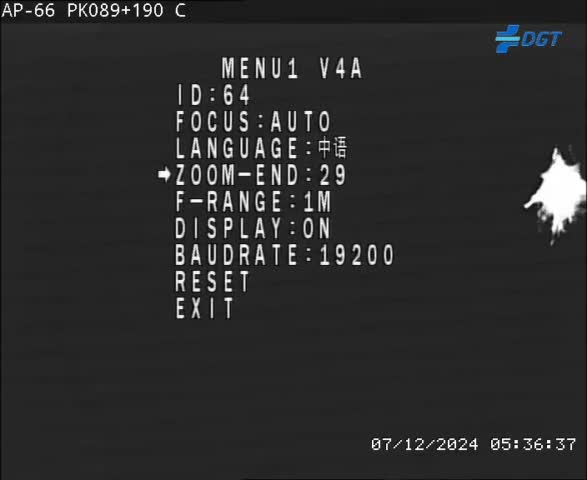 AP-66 PK089+190 C
DGT
MENU1 V4A
ID:64
FOCUS:AUTO
LANGUAGE:中语
ZOOM-END:29
F-RANGE:1M
DISPLAY:ON
BAUDRATE:19200
RESET
EXIT
07/12/2024 05:36:37